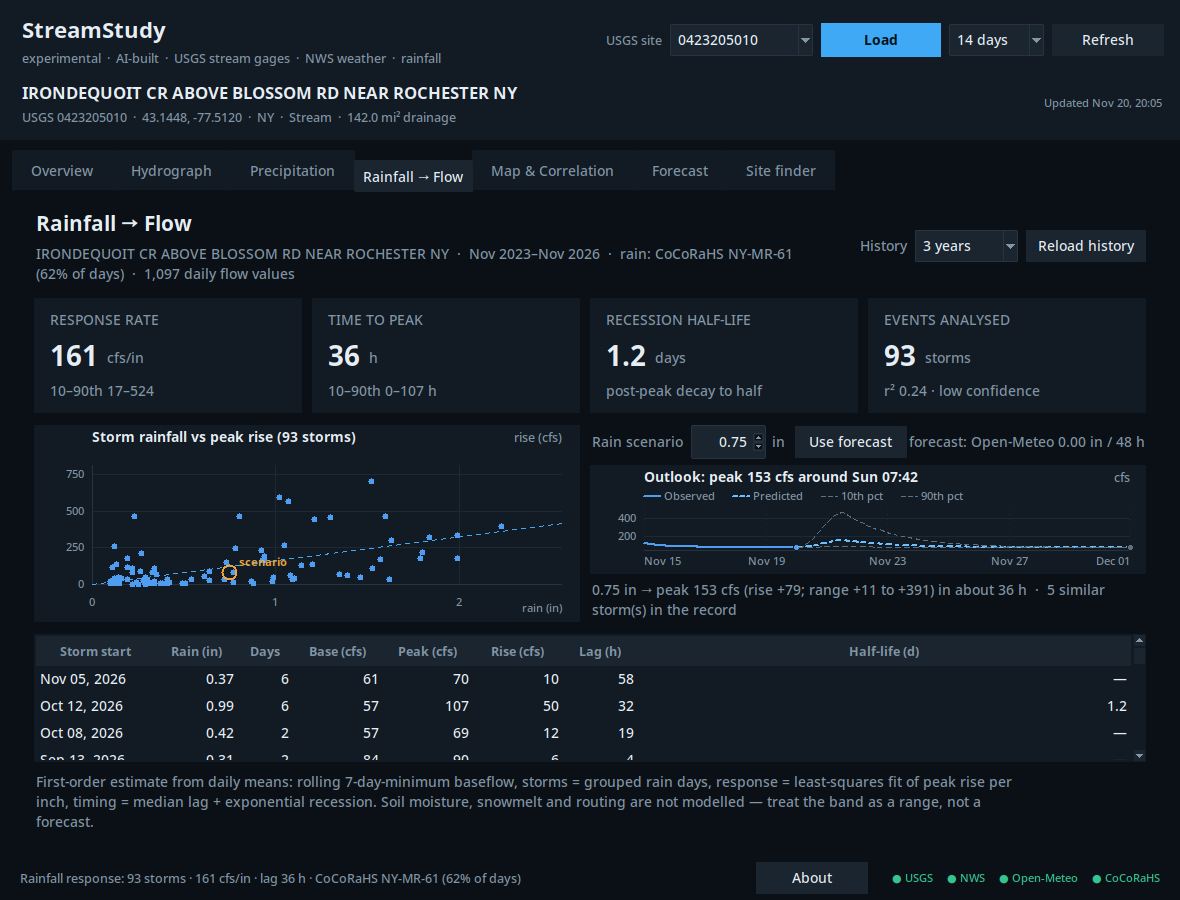 StreamStudy
experimental · AI-built · USGS stream gages · NWS weather · rainfall
USGS site 0423205010 Load 14 days Refresh
IRONDEQUOIT CR ABOVE BLOSSOM RD NEAR ROCHESTER NY
USGS 0423205010 · 43.1448, -77.5120 · NY · Stream · 142.0 mi² drainage
Updated Nov 20, 20:05
Overview Hydrograph Precipitation Rainfall → Flow Map & Correlation Forecast Site finder
Rainfall → Flow
IRONDEQUOIT CR ABOVE BLOSSOM RD NEAR ROCHESTER NY · Nov 2023–Nov 2026 · rain: CoCoRaHS NY-MR-61
(62% of days) · 1,097 daily flow values
History 3 years Reload history
RESPONSE RATE
161 cfs/in
10–90th 17–524
TIME TO PEAK
36 h
10–90th 0–107 h
RECESSION HALF-LIFE
1.2 days
post-peak decay to half
EVENTS ANALYSED
93 storms
r² 0.24 · low confidence
Storm rainfall vs peak rise (93 storms) rise (cfs)
750
500
250
0
scenario
0 1 2 rain (in)
Rain scenario 0.75 in Use forecast forecast: Open-Meteo 0.00 in / 48 h
Outlook: peak 153 cfs around Sun 07:42 cfs
Observed Predicted 10th pct 90th pct
400
200
Nov 15 Nov 19 Nov 23 Nov 27 Dec 01
0.75 in → peak 153 cfs (rise +79; range +11 to +391) in about 36 h · 5 similar
storm(s) in the record
Storm start Rain (in) Days Base (cfs) Peak (cfs) Rise (cfs) Lag (h) Half-life (d)
Nov 05, 2026 0.37 6 61 70 10 58 —
Oct 12, 2026 0.99 6 57 107 50 32 1.2
Oct 08, 2026 0.42 2 57 69 12 19 —
Sep 13, 2026 0.31 2 84 90 6 4
First-order estimate from daily means: rolling 7-day-minimum baseflow, storms = grouped rain days, response = least-squares fit of peak rise per
inch, timing = median lag + exponential recession. Soil moisture, snowmelt and routing are not modelled — treat the band as a range, not a
forecast.
Rainfall response: 93 storms · 161 cfs/in · lag 36 h · CoCoRaHS NY-MR-61 (62% of days)
About
USGS NWS Open-Meteo CoCoRaHS